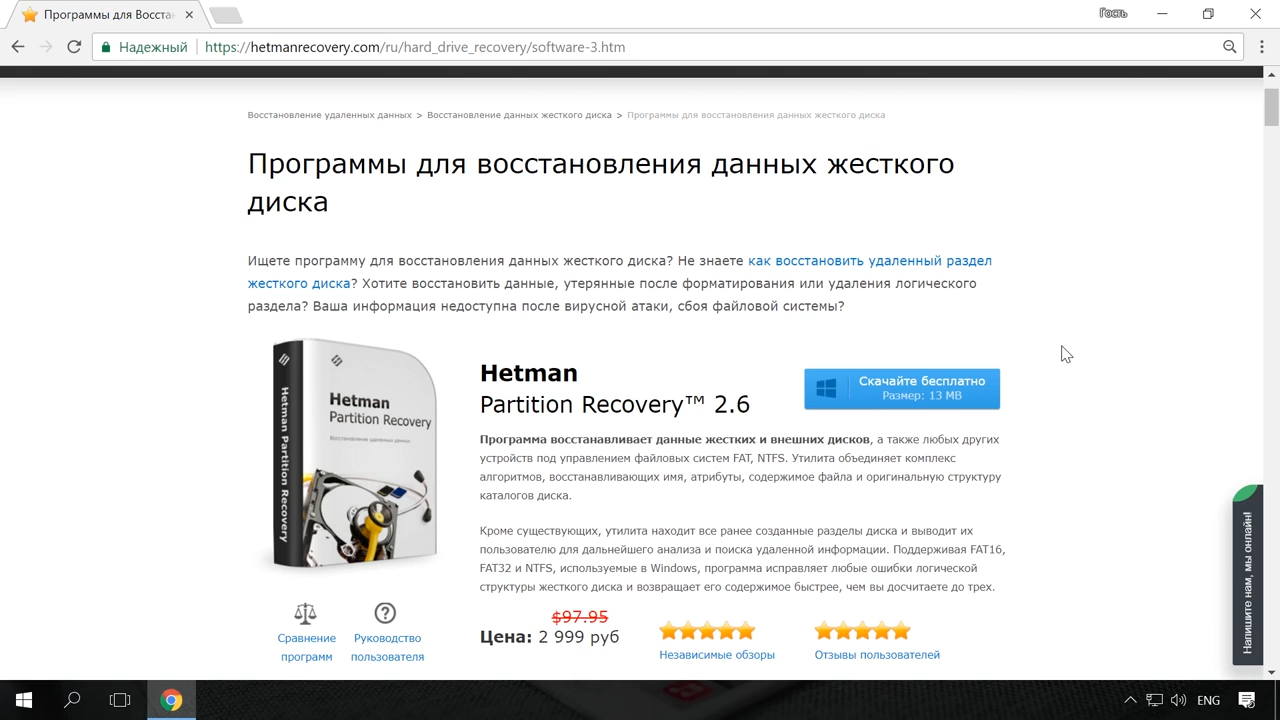 Программы для Восста
Гость
Надежный
https://hetmanrecovery.com/ru/hard_drive_recovery/software-3.htm
Восстановление удаленных данных > Восстановление данных жесткого диска > Программы для восстановления данных жесткого диска
Программы для восстановления данных жесткого
диска
Ищете программу для восстановления данных жесткого диска? Не знаете как восстановить удаленный раздел
жесткого диска? Хотите восстановить данные, утерянные после форматирования или удаления логического
раздела? Ваша информация недоступна после вирусной атаки, сбоя файловой системы?
Hetman
Partition Recovery
Восстановление удаленных данных
Hetman Partition Recovery
Hetman
Partition Recovery™ 2.6
Скачайте бесплатно
Размер: 13 MB
Программа восстанавливает данные жестких и внешних дисков, а также любых других
устройств под управлением файловых систем FAT, NTFS. Утилита объединяет комплекс
алгоритмов, восстанавливающих имя, атрибуты, содержимое файла и оригинальную структуру
каталогов диска.
Кроме существующих, утилита находит все ранее созданные разделы диска и выводит их
пользователю для дальнейшего анализа и поиска удаленной информации. Поддерживая FAT16,
FAT32 и NTFS, используемые в Windows, программа исправляет любые ошибки логической
структуры жесткого диска и возвращает его содержимое быстрее, чем вы досчитаете до трех.
$97.95
Цена: 2 999 руб
Независимые обзоры
Отзывы пользователей
Сравнение
программ
Руководство
пользователя
Напишите нам, мы онлайн!
ENG